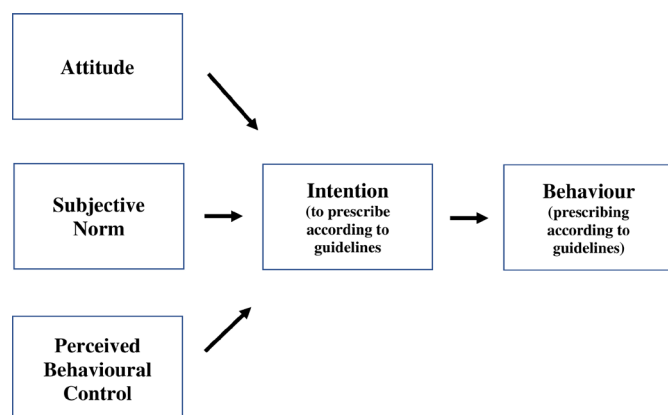 Attitude
Subjective
Norm
Perceived
Behavioural
Control
Intention
(to prescribe
according to
guidelines
Behaviour
(prescribing
according to
guidelines)